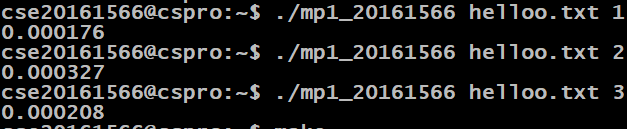 cse20161566@cspro:~$ ./mp1_20161566 helloo.txt 1
0.000176
cse20161566@cspro:~$ ./mp1_20161566 helloo.txt 2
0.000327
cse20161566@cspro:~$ ./mp1_20161566 helloo.txt 3
0.000208
cse20161566@cspro:~$ make